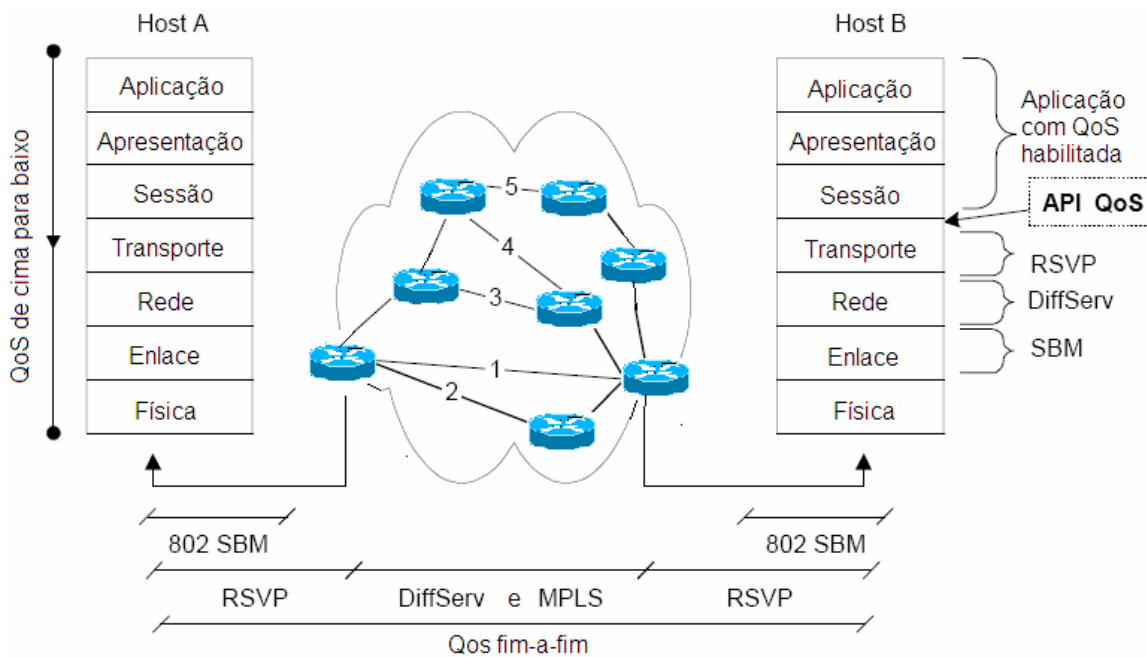 Host A
Host B
QoS de cima para baixo
Aplicação
Apresentação
Sessão
Transporte
Rede
Enlace
Física
5
4
3
1
2
Aplicação
Apresentação
Sessão
Transporte
Rede
Enlace
Física
Aplicação
com QoS
habilitada
API QoS
RSVP
DiffServ
SBM
802 SBM
802 SBM
RSVP
DiffServ e MPLS
RSVP
Qos fim-a-fim